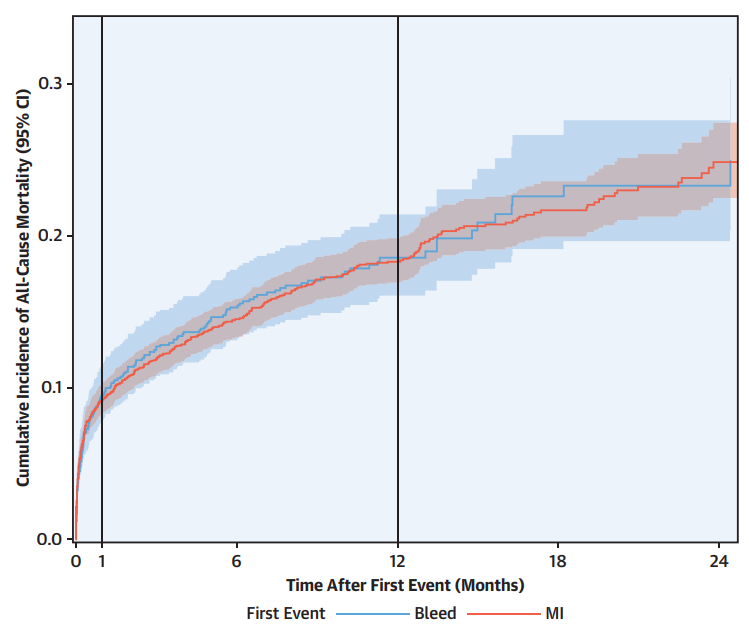 Cumulative Incidence of All-Cause Mortality (95% CI)
0.3
0.2
0.1
0.0
0 1 6 12 18 24
Time After First Event (Months)
First Event Bleed MI